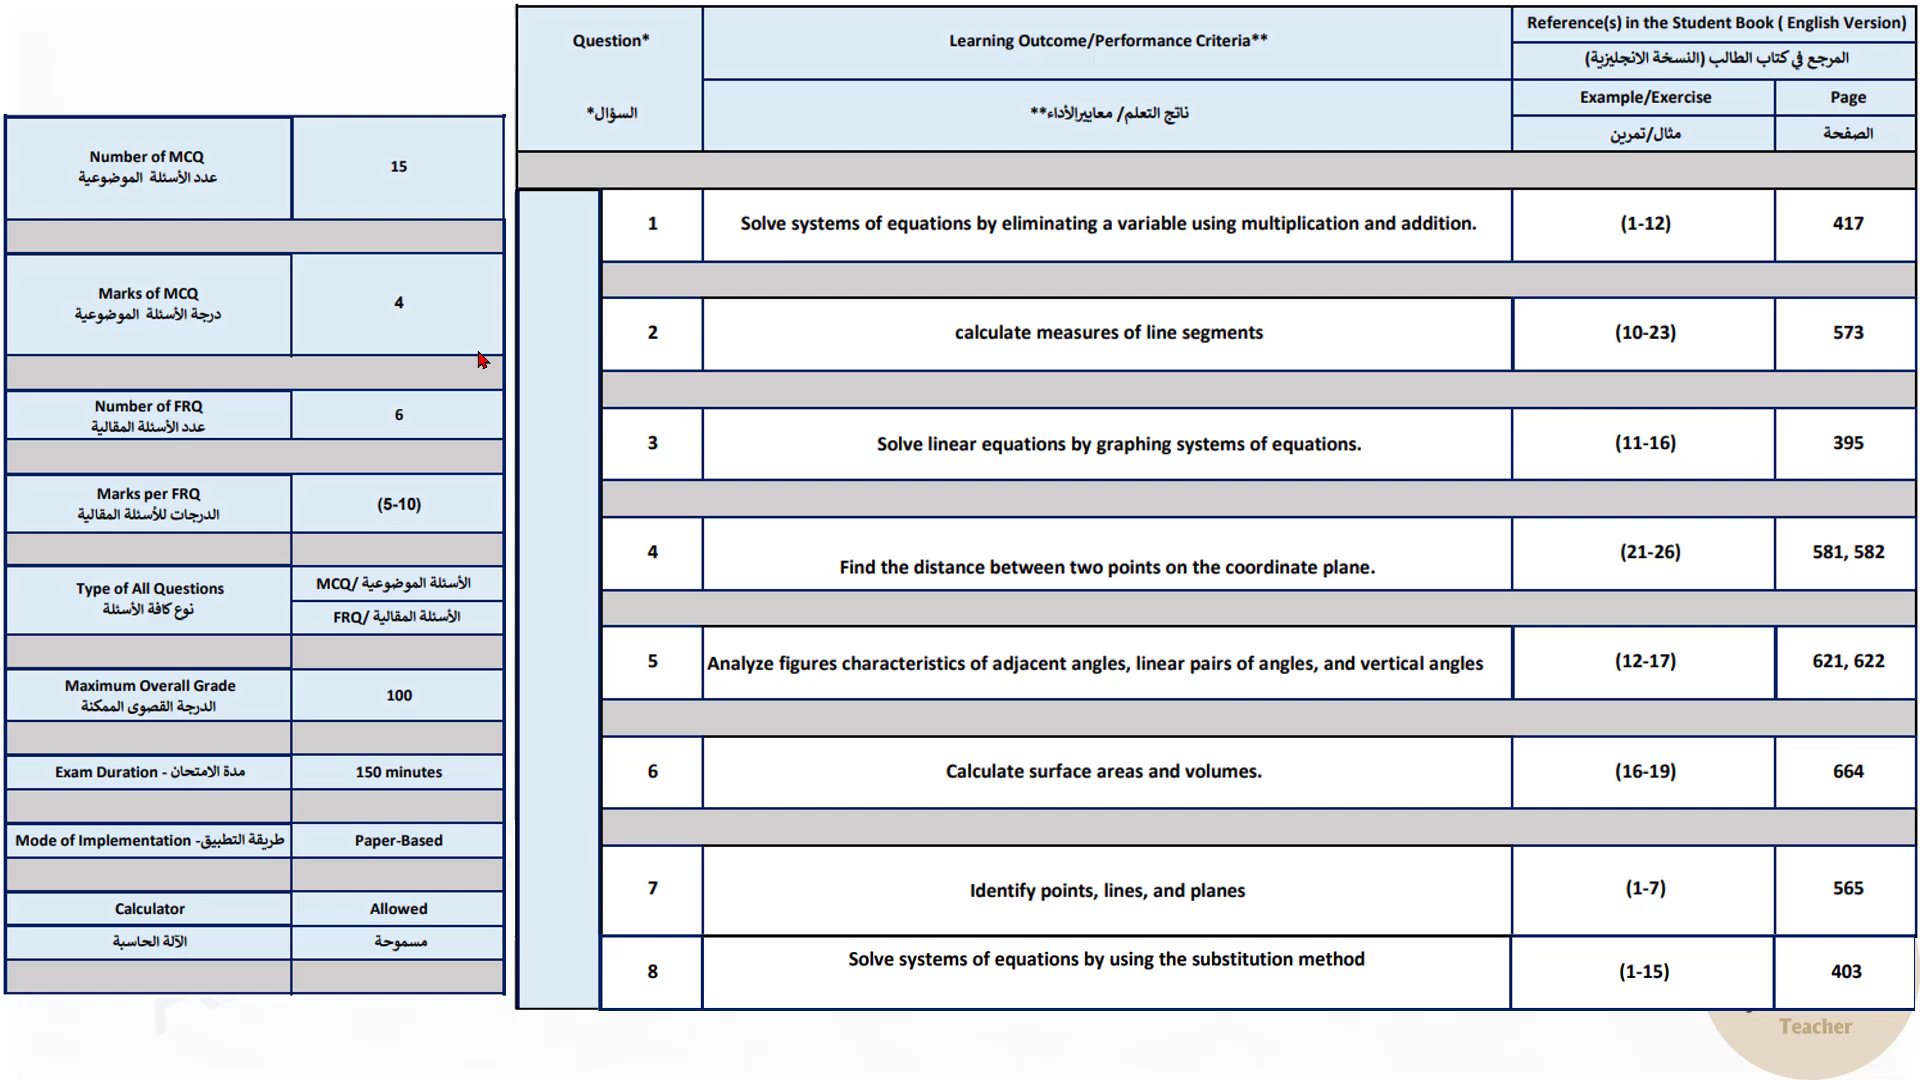 Number of MCQ
عدد الأسئلة الموضوعية
15
Marks of MCQ
درجة الأسئلة الموضوعية
4
Number of FRQ
عدد الأسئلة المقالية
6
Marks per FRQ
الدرجات للأسئلة المقالية
(5-10)
Type of All Questions
نوع كافة الأسئلة
MCQ/ الأسئلة الموضوعية
FRQ/ الأسئلة المقالية
Maximum Overall Grade
الدرجة القصوى الممكنة
100
Exam Duration - مدة الامتحان
150 minutes
Mode of Implementation -طريقة التطبيق
Paper-Based
Calculator
Allowed
الآلة الحاسبة
مسموحة
Question*
السؤال*
Learning Outcome/Performance Criteria**
ناتج التعلم/ معاييرالأداء**
Reference(s) in the Student Book ( English Version)
المرجع في كتاب الطالب (النسخة الانجليزية)
Example/Exercise
Page
مثال/تمرين
الصفحة
1
Solve systems of equations by eliminating a variable using multiplication and addition.
(1-12)
417
2
calculate measures of line segments
(10-23)
573
3
Solve linear equations by graphing systems of equations.
(11-16)
395
4
Find the distance between two points on the coordinate plane.
(21-26)
581, 582
5
Analyze figures characteristics of adjacent angles, linear pairs of angles, and vertical angles
(12-17)
621, 622
6
Calculate surface areas and volumes.
(16-19)
664
7
Identify points, lines, and planes
(1-7)
565
8
Solve systems of equations by using the substitution method
(1-15)
403
Teacher